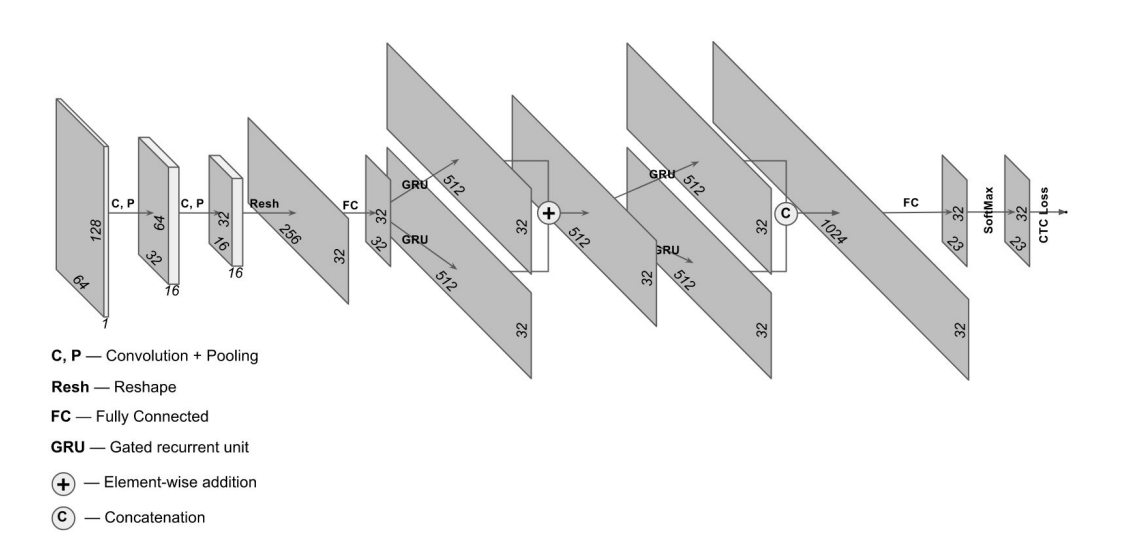 128
64
1
C, P
64
32
16
C, P
32
16
16
Resh
256
32
FC
32
32
GRU
512
32
GRU
512
32
+
512
32
GRU
512
32
GRU
512
32
C
1024
32
FC
32
23
SoftMax
32
23
CTC Loss
C, P — Convolution + Pooling
Resh — Reshape
FC — Fully Connected
GRU — Gated recurrent unit
+ — Element-wise addition
C — Concatenation